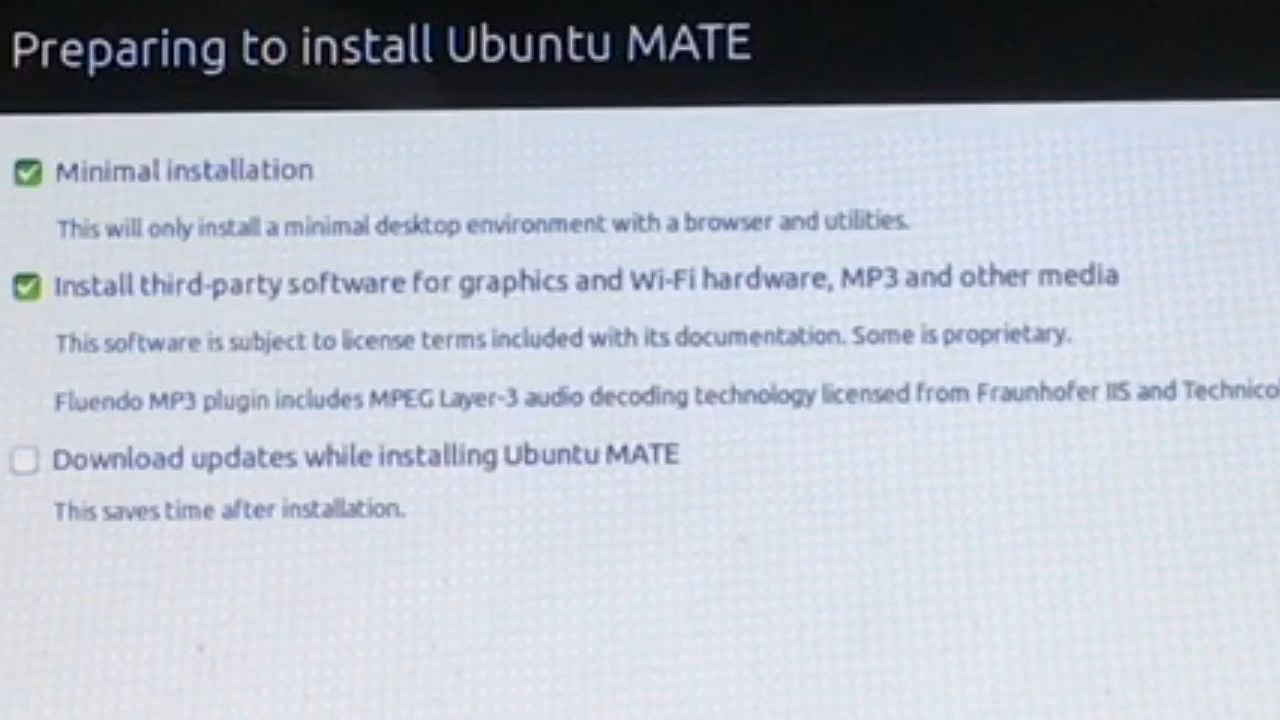 Preparing to install Ubuntu MATE
Minimal installation
This will only install a minimal desktop environment with a browser and utilities.
Install third-party software for graphics and Wi-Fi hardware, MP3 and other media
This software is subject to license terms included with its documentation. Some is proprietary.
Fluendo MP3 plugin includes MPEG Layer-3 audio decoding technology licensed from Fraunhofer IIS and Technico
Download updates while installing Ubuntu MATE
This saves time after installation.